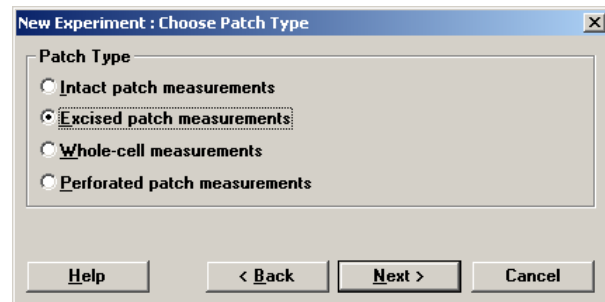 New Experiment : Choose Patch Type
Patch Type
Intact patch measurements
Excised patch measurements
Whole-cell measurements
Perforated patch measurements
Help < Back Next > Cancel